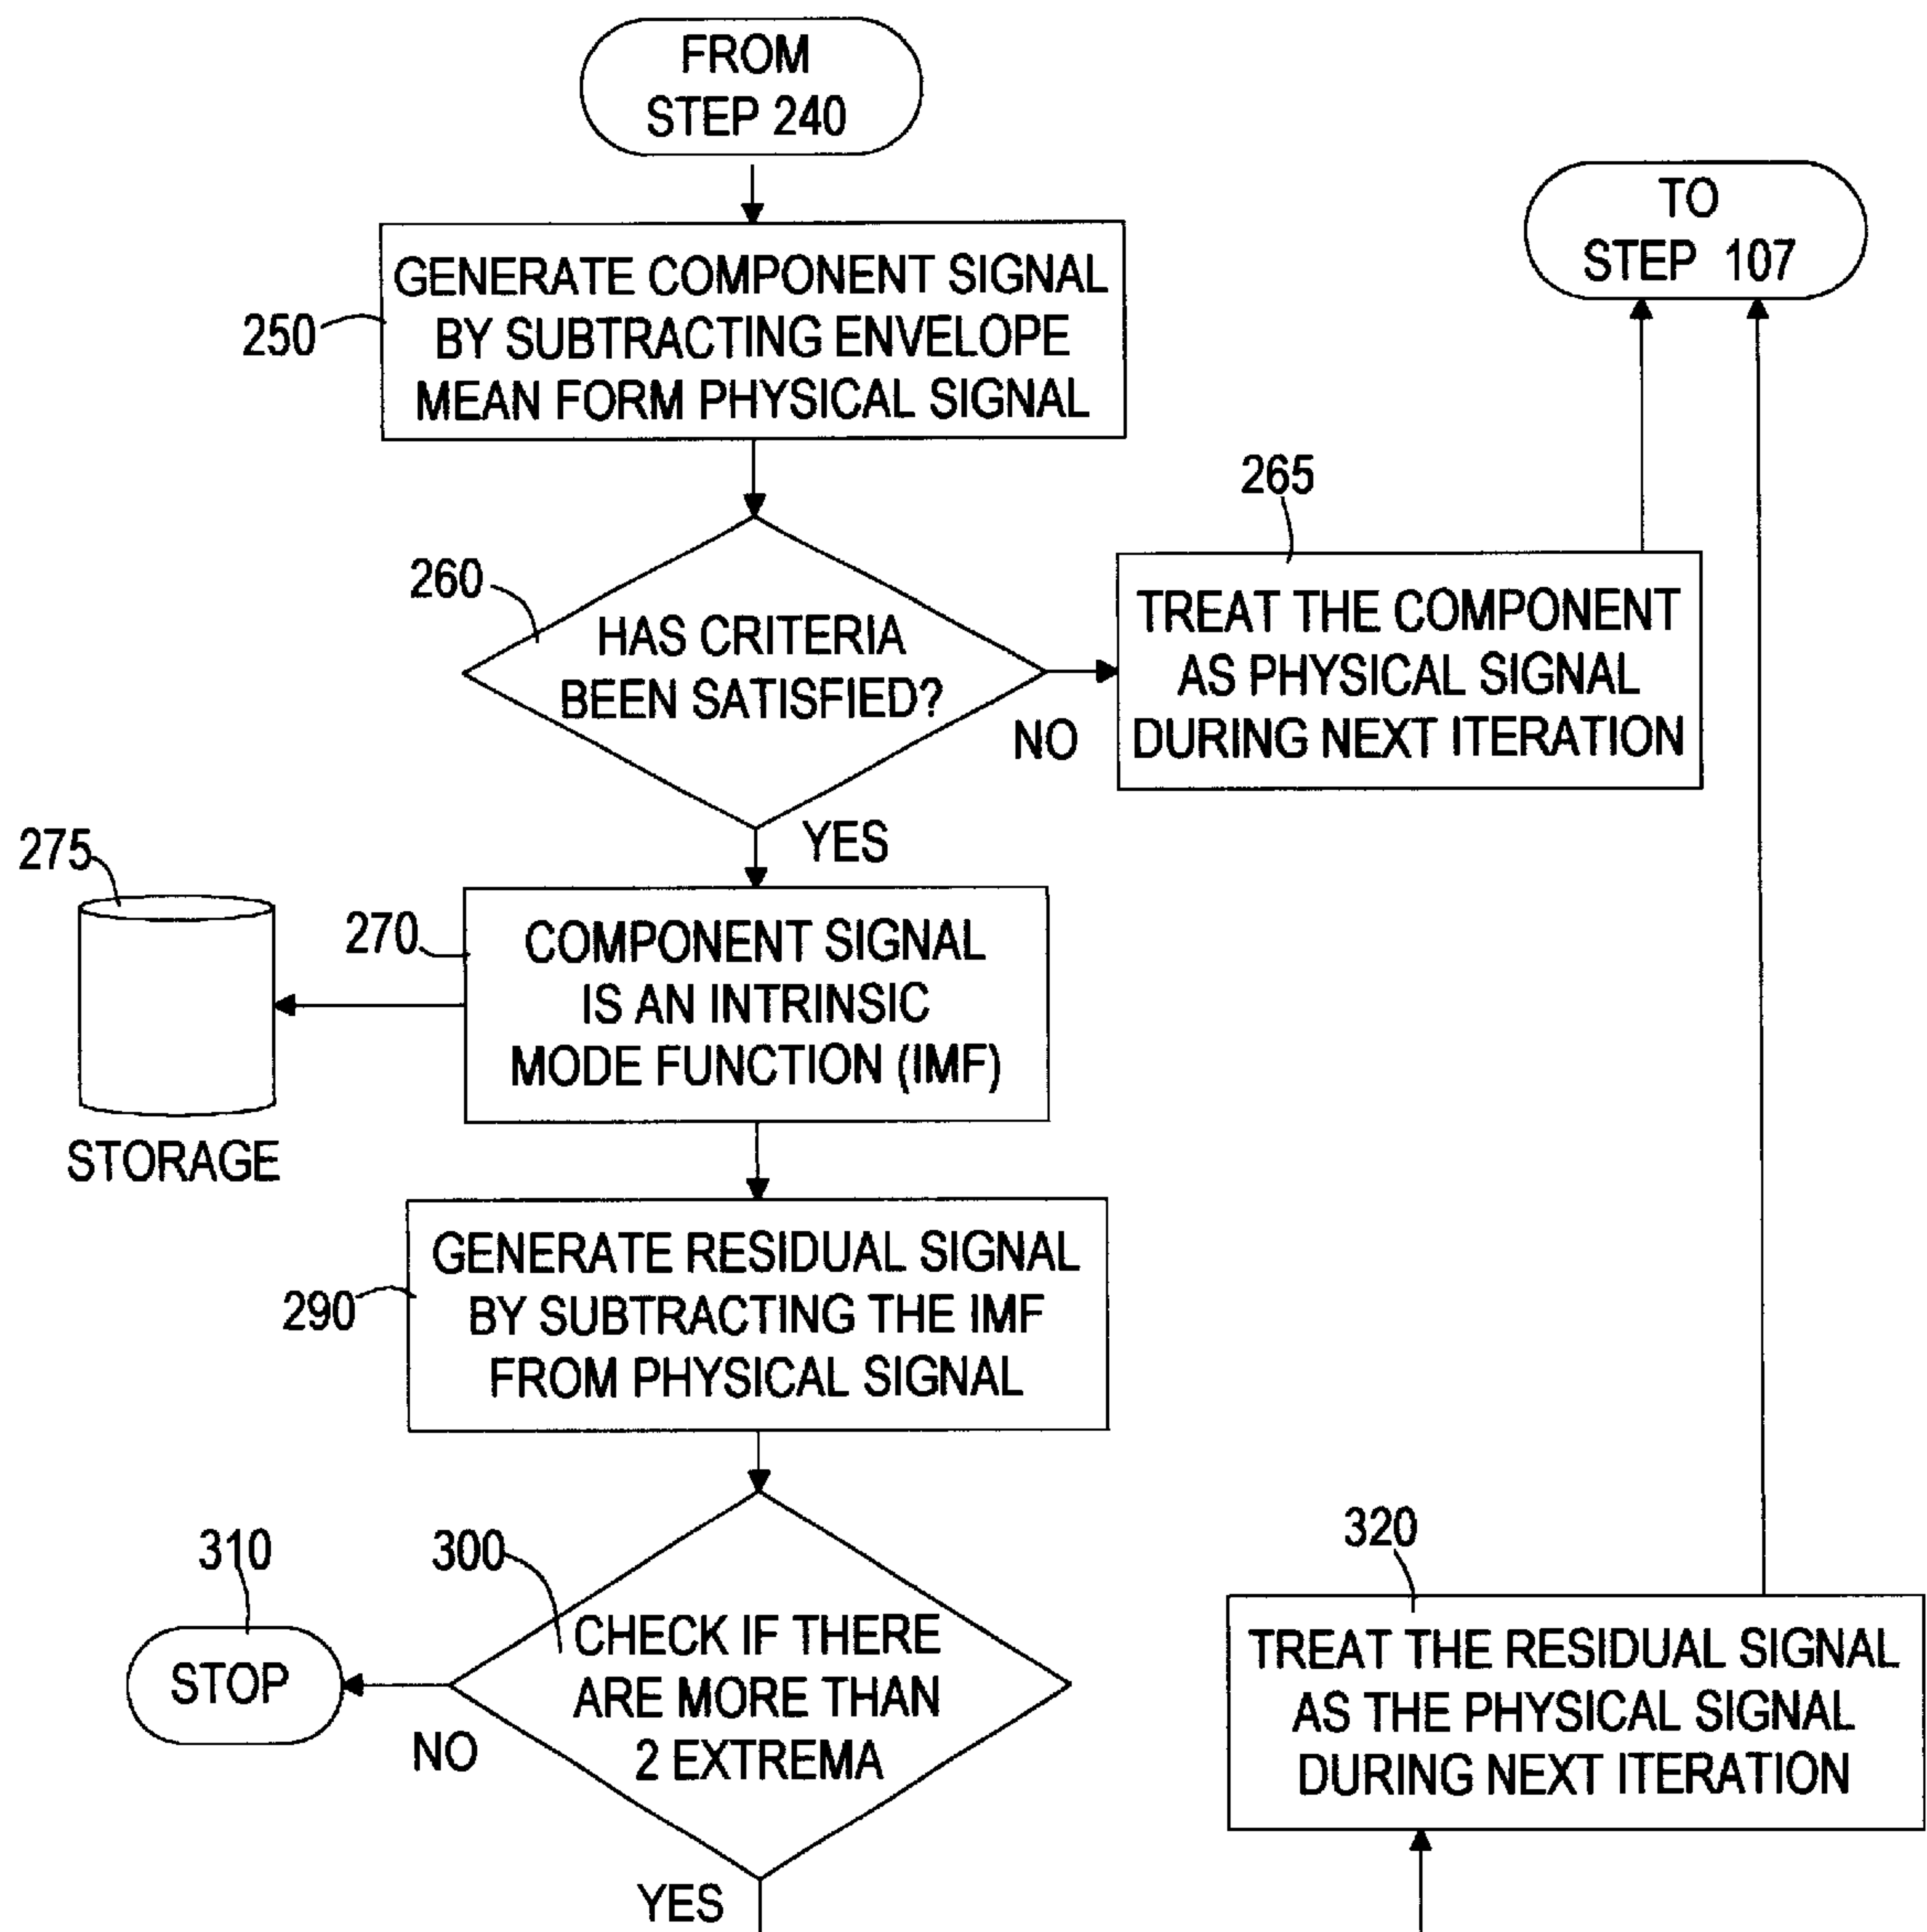 FROM
STEP 240
TO
STEP 107
GENERATE COMPONENT SIGNAL
BY SUBTRACTING ENVELOPE
MEAN FORM PHYSICAL SIGNAL
250
265
260
HAS CRITERIA
BEEN SATISFIED?
NO
TREAT THE COMPONENT
AS PHYSICAL SIGNAL
DURING NEXT ITERATION
YES
275
STORAGE
270
COMPONENT SIGNAL
IS AN INTRINSIC
MODE FUNCTION (IMF)
290
GENERATE RESIDUAL SIGNAL
BY SUBTRACTING THE IMF
FROM PHYSICAL SIGNAL
310
STOP
300
CHECK IF THERE
ARE MORE THAN
2 EXTREMA
NO
YES
320
TREAT THE RESIDUAL SIGNAL
AS THE PHYSICAL SIGNAL
DURING NEXT ITERATION